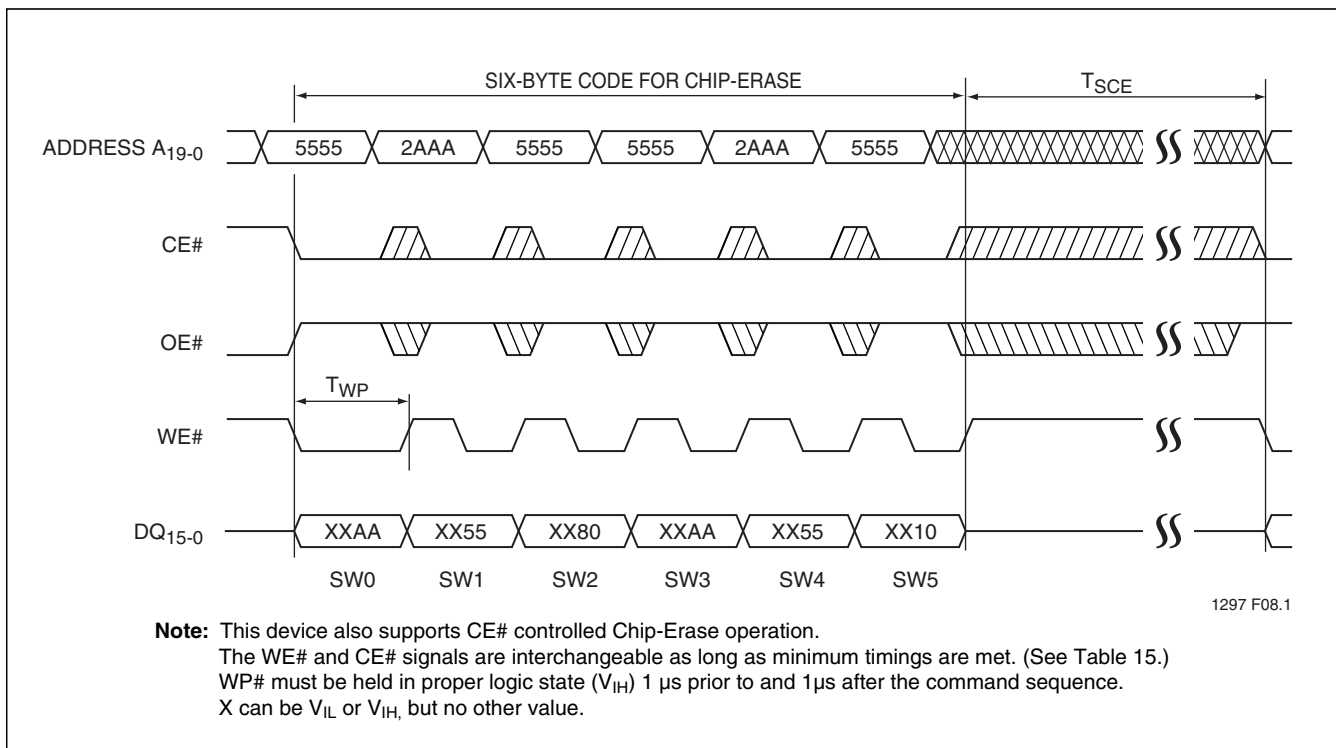 SIX-BYTE CODE FOR CHIP-ERASE
TSCE
ADDRESS A19-0
5555 2AAA 5555 5555 2AAA 5555
CE#
OE#
TWP
WE#
DQ15-0
XXAA XX55 XX80 XXAA XX55 XX10
SW0 SW1 SW2 SW3 SW4 SW5
1297 F08.1
Note: This device also supports CE# controlled Chip-Erase operation.
The WE# and CE# signals are interchangeable as long as minimum timings are met. (See Table 15.)
WP# must be held in proper logic state (VIH) 1 µs prior to and 1µs after the command sequence.
X can be VIL or VIH, but no other value.